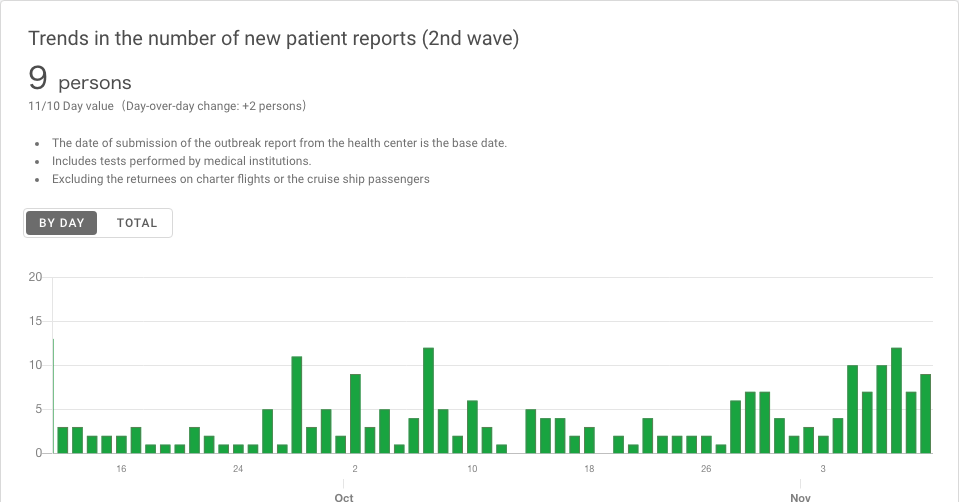 Trends in the number of new patient reports (2nd wave)
9 persons
11/10 Day value（Day-over-day change: +2 persons）
• The date of submission of the outbreak report from the health center is the base date.
• Includes tests performed by medical institutions.
• Excluding the returnees on charter flights or the cruise ship passengers
BY DAY TOTAL
20
15
10
5
0
16 24 2 10 18 26 3
Oct Nov